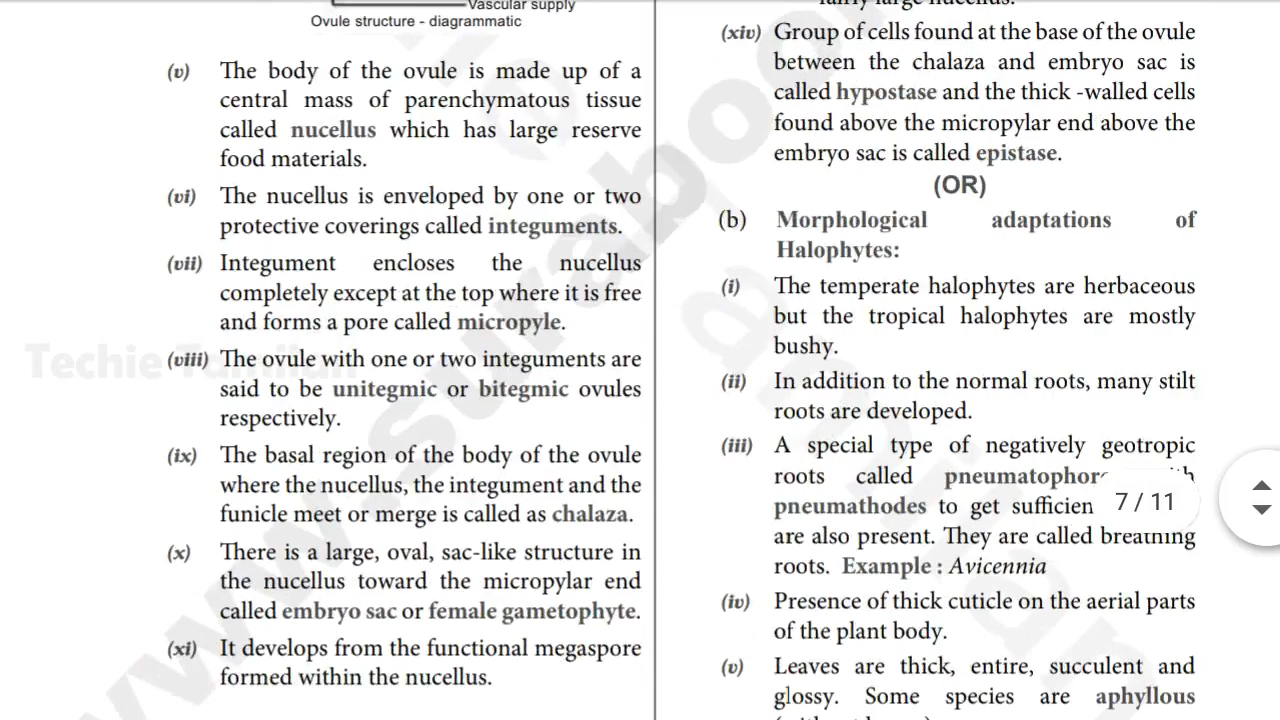 Vascular supply
Ovule structure - diagrammatic
(v) The body of the ovule is made up of a
central mass of parenchymatous tissue
called nucellus which has large reserve
food materials.
(vi) The nucellus is enveloped by one or two
protective coverings called integuments.
(vii) Integument encloses the nucellus
completely except at the top where it is free
and forms a pore called micropyle.
(viii) The ovule with one or two integuments are
said to be unitegmic or bitegmic ovules
respectively.
(ix) The basal region of the body of the ovule
where the nucellus, the integument and the
funicle meet or merge is called as chalaza.
(x) There is a large, oval, sac-like structure in
the nucellus toward the micropylar end
called embryo sac or female gametophyte.
(xi) It develops from the functional megaspore
formed within the nucellus.
fairly large nucellus.
(xiv) Group of cells found at the base of the ovule
between the chalaza and embryo sac is
called hypostase and the thick -walled cells
found above the micropylar end above the
embryo sac is called epistase.
(OR)
(b) Morphological adaptations of
Halophytes:
(i) The temperate halophytes are herbaceous
but the tropical halophytes are mostly
bushy.
(ii) In addition to the normal roots, many stilt
roots are developed.
(iii) A special type of negatively geotropic
roots called
pneumathodes to get
are also present. They are called breathing
roots. Example : Avicennia
(iv) Presence of thick cuticle on the aerial parts
of the plant body.
(v) Leaves are thick, entire, succulent and
glossy. Some species are aphyllous
7 / 11
Techie Tamilan
www.surabooks